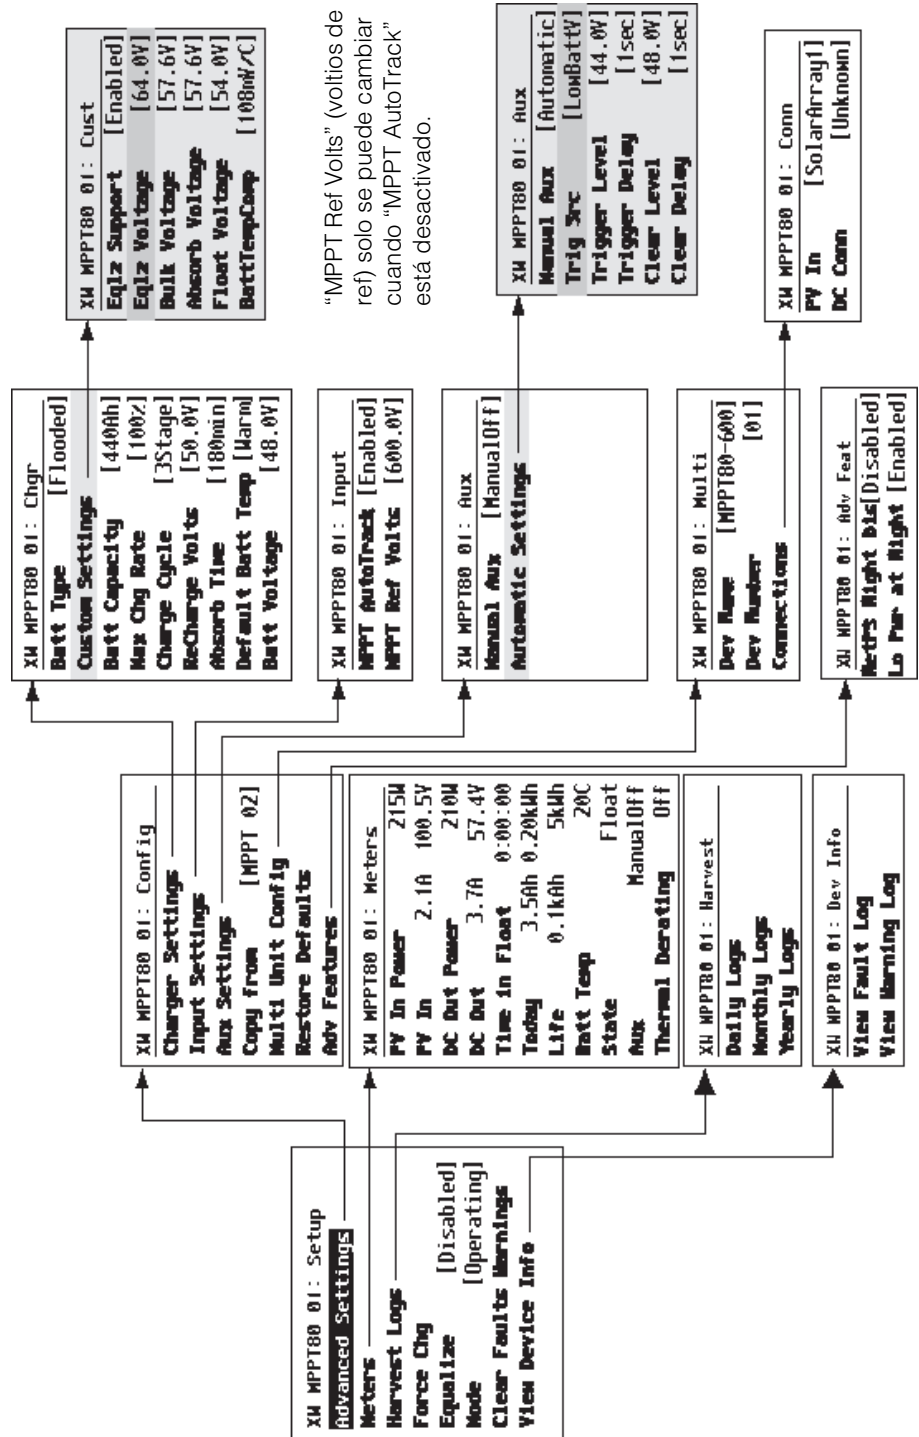 XW MPPT80 01: Setup
Advanced Settings
Meters
Harvest Logs
Force Chg
Equalize [Disabled]
Mode [Operating]
Clear Faults Warnings
View Device Info
XW MPPT80 01: Config
Charger Settings
Input Settings
Aux Settings
Copy from [MPPT 02]
Multi Unit Config
Restore Defaults
Adv Features
XW MPPT80 01: Meters
PV In Power 215W
PV In 2.1A 100.5V
DC Out Power 210W
DC Out 3.7A 57.4V
Time in Float 0:00:00
Today 3.5Ah 0.20kWh
Life 0.1kAh 5kWh
Batt Temp 20C
State Float
Aux ManualOff
Thermal Derating Off
XW MPPT80 01: Harvest
Daily Logs
Monthly Logs
Yearly Logs
XW MPPT80 01: Dev Info
View Fault Log
View Warning Log
XW MPPT80 01: Chgr
Batt Type [Flooded]
Custom Settings
Batt Capacity [440Ah]
Max Chg Rate [100%]
Charge Cycle [3Stage]
ReCharge Volts [50.0V]
Absorb Time [180min]
Default Batt Temp [Warm]
Batt Voltage [48.0V]
XW MPPT80 01: Input
MPPT AutoTrack [Enabled]
MPPT Ref Volts [600.0V]
XW MPPT80 01: Aux
Manual Aux [ManualOff]
Automatic Settings
XW MPPT80 01: Multi
Dev Name [MPPT80-600]
Dev Number [01]
Connections
XW MPPT80 01: Adv Feat
MctPS Night Dis[Disabled]
Lo Pwr at Night [Enabled]
XW MPPT80 01: Cust
Eqlz Support [Enabled]
Eqlz Voltage [64.0V]
Bulk Voltage [57.6V]
Absorb Voltage [57.6V]
Float Voltage [54.0V]
BattTempComp [108mV/C]
“MPPT Ref Volts” (voltios de
ref) solo se puede cambiar
cuando “MPPT AutoTrack”
está desactivado.
XW MPPT80 01: Aux
Manual Aux [Automatic]
Trig Src [LowBattV]
Trigger Level [44.0V]
Trigger Delay [1sec]
Clear Level [48.0V]
Clear Delay [1sec]
XW MPPT80 01: Conn
PV In [SolarArray1]
DC Conn [Unknown]